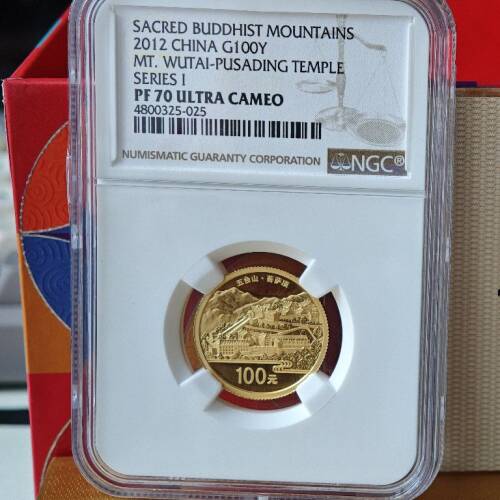 SACRED BUDDHIST MOUNTAINS
2012 CHINA G100Y
MT. WUTAI-PUSADING TEMPLE
SERIES I
PF 70 ULTRA CAMEO
4800325-025
NUMISMATIC GUARANTY CORPORATION NGC®
五台山·菩萨顶
100元